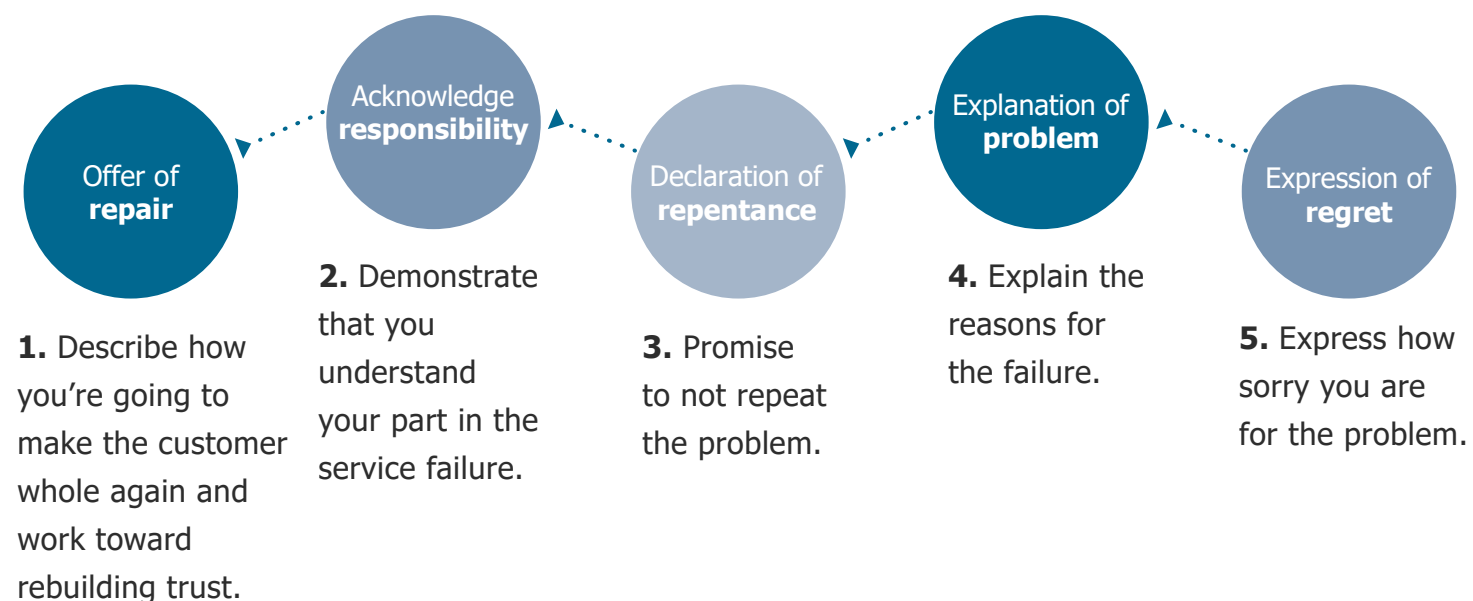 Offer of
repair
Acknowledge
responsibility
Declaration of
repentance
Explanation of
problem
Expression of
regret
1. Describe how
you’re going to
make the customer
whole again and
work toward
rebuilding trust.
2. Demonstrate
that you
understand
your part in the
service failure.
3. Promise
to not repeat
the problem.
4. Explain the
reasons for
the failure.
5. Express how
sorry you are
for the problem.